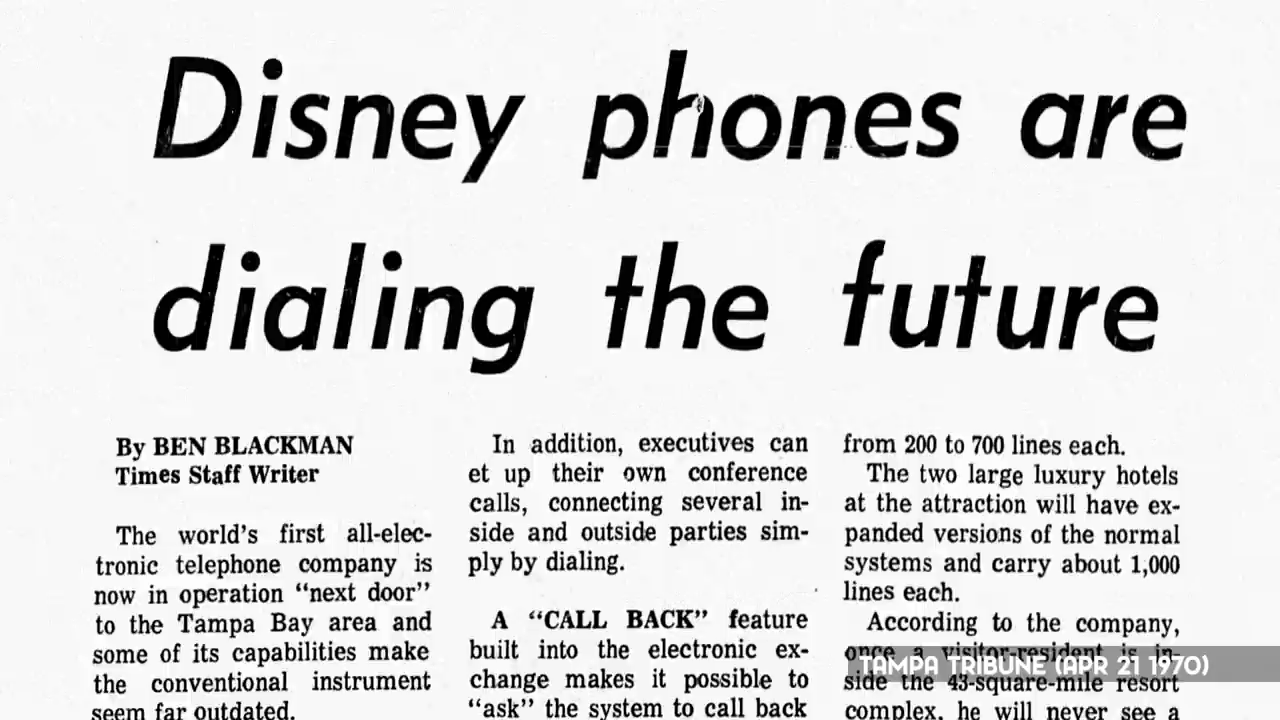 Disney phones are
dialing the future
By BEN BLACKMAN
Times Staff Writer
The world's first all-elec-
tronic telephone company is
now in operation "next door"
to the Tampa Bay area and
some of its capabilities make
the conventional instrument
seem far outdated.
In addition, executives can
et up their own conference
calls, connecting several in-
side and outside parties sim-
ply by dialing.
A "CALL BACK" feature
built into the electronic ex-
change makes it possible to
"ask" the system to call back
from 200 to 700 lines each.
The two large luxury hotels
at the attraction will have ex-
panded versions of the normal
systems and carry about 1,000
lines each.
According to the company,
once a visitor-resident is in-
side the 43-square-mile resort
complex, he will never see a
TAMPA TRIBUNE (APR 21 1970)